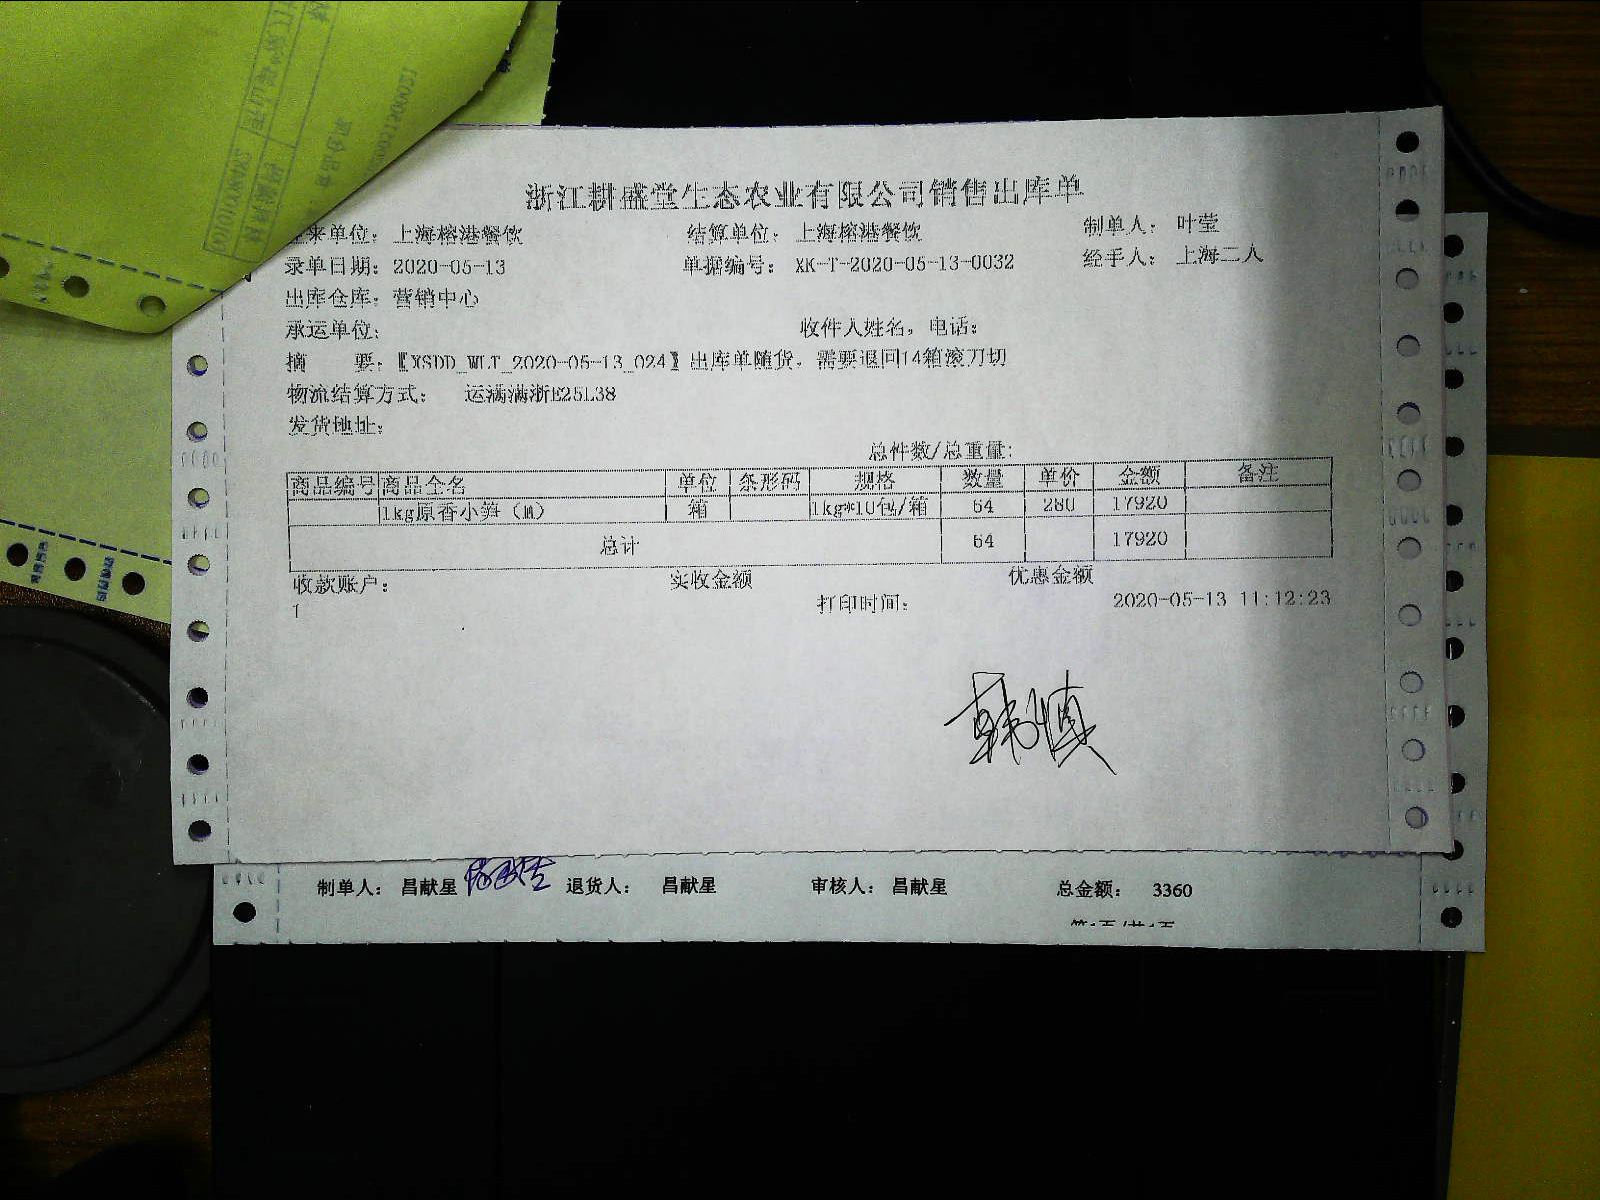 浙江耕盛堂生态农业有限公司销售出库单
来单位：上海榕港餐饮 结算单位：上海榕港餐饮 制单人：叶莹
录单日期：2020-05-13 单据编号：XK-T-2020-05-13-0032 经手人：上海二人
出库仓库：营销中心
承运单位： 收件人姓名，电话：
摘 要：【XSDD_WLT_2020-05-13_024】出库单随货，需要退回14箱滚刀切
物流结算方式： 运满满浙E25L38
发货地址：
总件数/总重量：
商品编号 商品全名 单位 条形码 规格 数量 单价 金额 备注
1kg原香小笋 箱 1kg*10包/箱 64 280 17920
总计 64 17920
收款账户： 实收金额 优惠金额
1 打印时间： 2020-05-13 11:12:23
韩慎
制单人： 昌献星 退货人： 昌献星 审核人： 昌献星 总金额： 3360